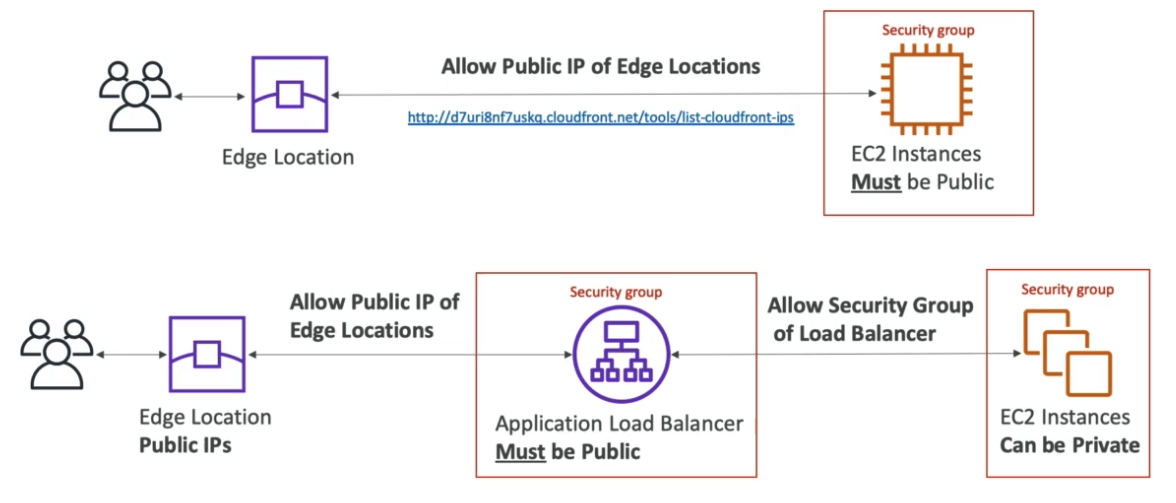 Security group
Allow Public IP of Edge Locations
http://d7uri8nf7uskq.cloudfront.net/tools/list-cloudfront-ips
Edge Location
EC2 Instances
Must be Public
Security group
Allow Public IP of
Edge Locations
Allow Security Group
of Load Balancer
Security group
Edge Location
Public IPs
Application Load Balancer
Must be Public
EC2 Instances
Can be Private